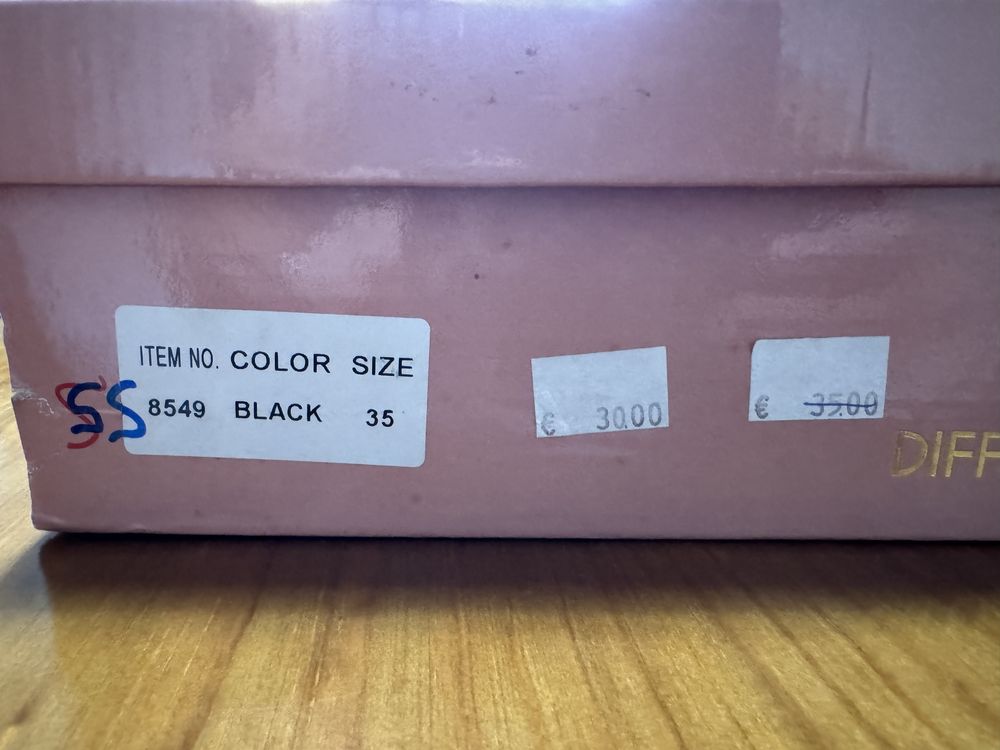 ITEM NO. COLOR SIZE
8549 BLACK 35
SS
€ 30.00
€ 35.00
DIFF